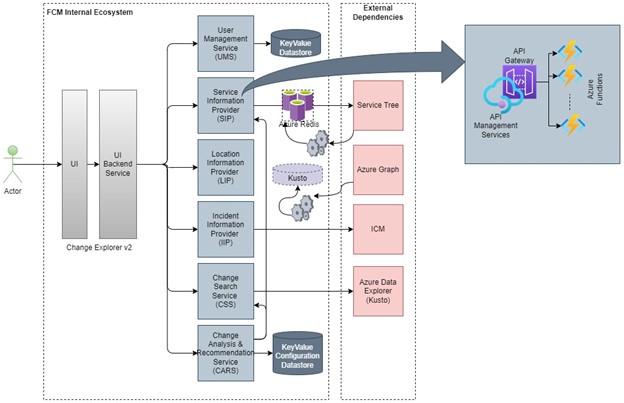 FCM Internal Ecosystem
External
Dependencies
User
Management
Service
(UMS)
KeyValue
Datastore
API
Gateway
API
Management
Services
Azure
Functions
Service
Information
Provider
(SIP)
Azure Redis
Service Tree
UI
UI
Backend
Service
Actor
Change Explorer v2
Location
Information
Provider
(LIP)
Kusto
Azure Graph
Incident
Information
Provider
(IIP)
ICM
Change
Search
Service
(CSS)
Azure Data
Explorer
(Kusto)
Change
Analysis &
Recommendation
Service
(CARS)
KeyValue
Configuration
Datastore